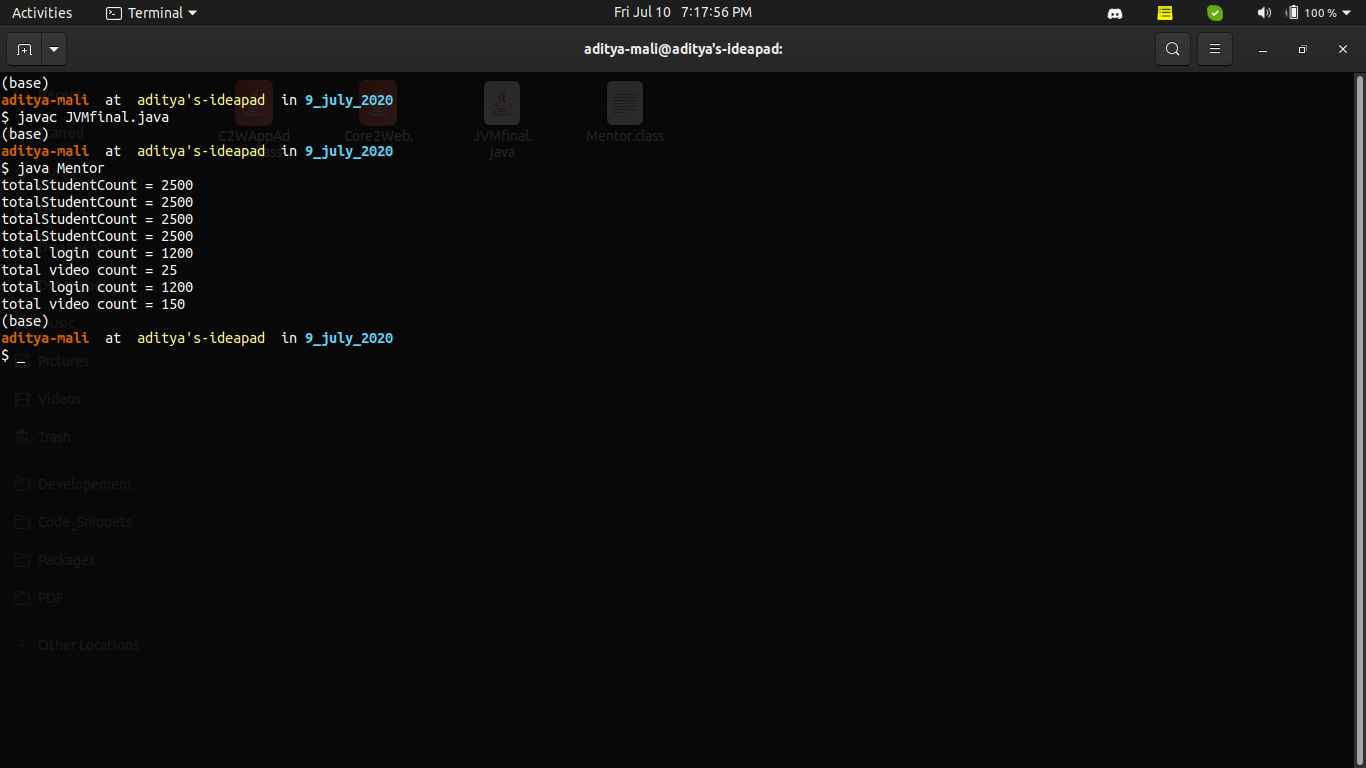 Activities Terminal Fri Jul 10 7:17:56 PM 100 %
aditya-mali@aditya's-ideapad:
(base)
aditya-mali at aditya's-ideapad in 9_july_2020
$ javac JVMfinal.java
(base)
aditya-mali at aditya's-ideapad in 9_july_2020
$ java Mentor
totalStudentCount = 2500
totalStudentCount = 2500
totalStudentCount = 2500
totalStudentCount = 2500
total login count = 1200
total video count = 25
total login count = 1200
total video count = 150
(base)
aditya-mali at aditya's-ideapad in 9_july_2020
$ _
C2WAppAd
Core2Web.
JVMfinal.
java
Mentor.class
Pictures
Videos
Trash
Developement
Code_Snippets
Packages
PDF
Other Locations